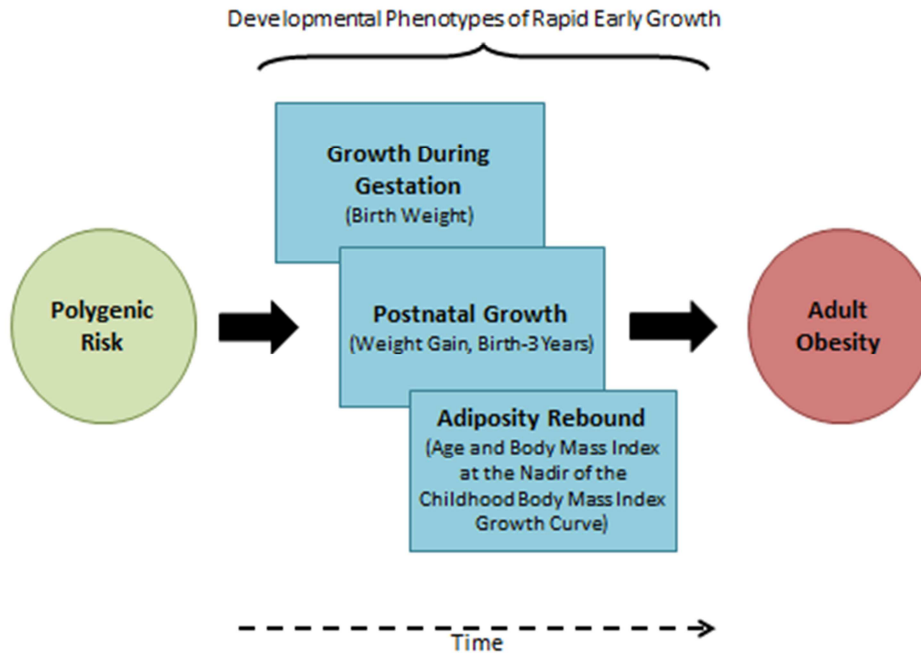 Developmental Phenotypes of Rapid Early Growth
Growth During
Gestation
(Birth Weight)
Polygenic
Risk
Postnatal Growth
(Weight Gain, Birth-3 Years)
Adult
Obesity
Adiposity Rebound
(Age and Body Mass Index
at the Nadir of the
Childhood Body Mass Index
Growth Curve)
Time